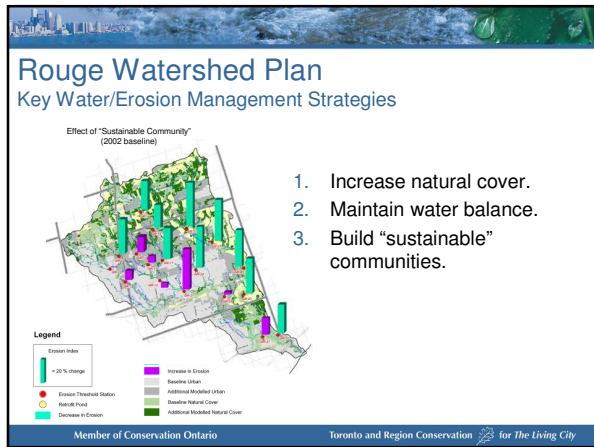 Rouge Watershed Plan
Key Water/Erosion Management Strategies
Effect of “Sustainable Community”
(2002 baseline)
1. Increase natural cover.
2. Maintain water balance.
3. Build “sustainable”
communities.
Legend
Erosion Index
= 20 % change
Erosion Threshold Station
Retrofit Pond
Decrease in Erosion
Increase in Erosion
Baseline Urban
Additional Modelled Urban
Baseline Natural Cover
Additional Modelled Natural Cover
Member of Conservation Ontario
Toronto and Region Conservation for The Living City